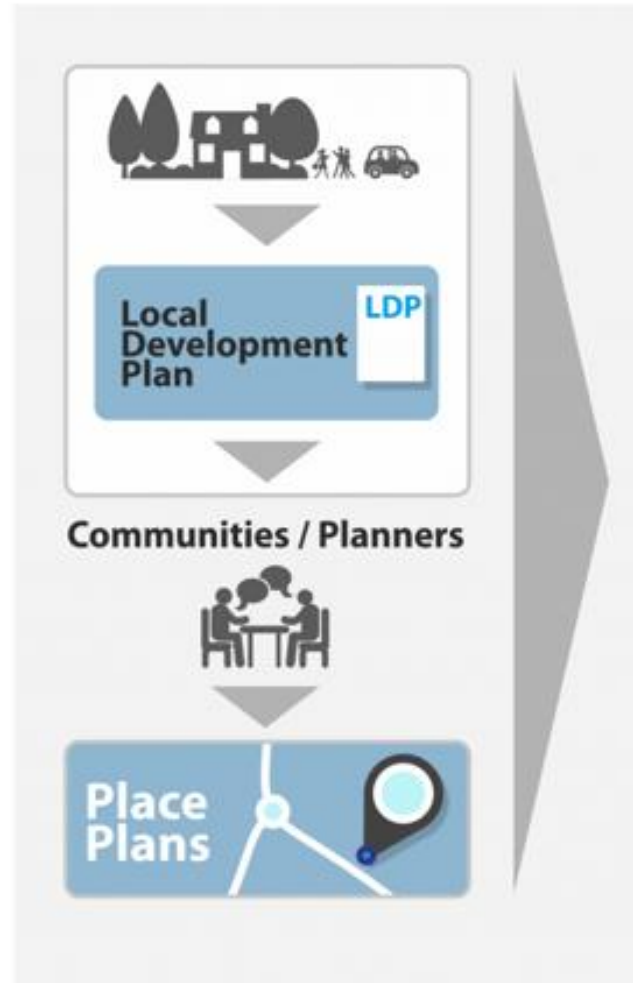 Local
Development
Plan
LDP
Communities / Planners
Place
Plans